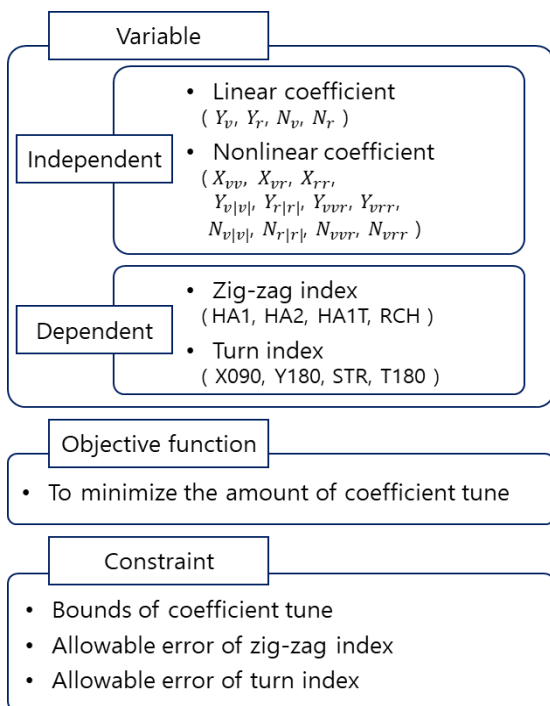 Variable
Independent
• Linear coefficient
( Y_v, Y_r, N_v, N_r )
• Nonlinear coefficient
( X_vv, X_vr, X_rr,
Y_v|v|, Y_r|r|, Y_vvr, Y_vrr,
N_v|v|, N_r|r|, N_vvr, N_vrr )
Dependent
• Zig-zag index
( HA1, HA2, HA1T, RCH )
• Turn index
( X090, Y180, STR, T180 )
Objective function
• To minimize the amount of coefficient tune
Constraint
• Bounds of coefficient tune
• Allowable error of zig-zag index
• Allowable error of turn index